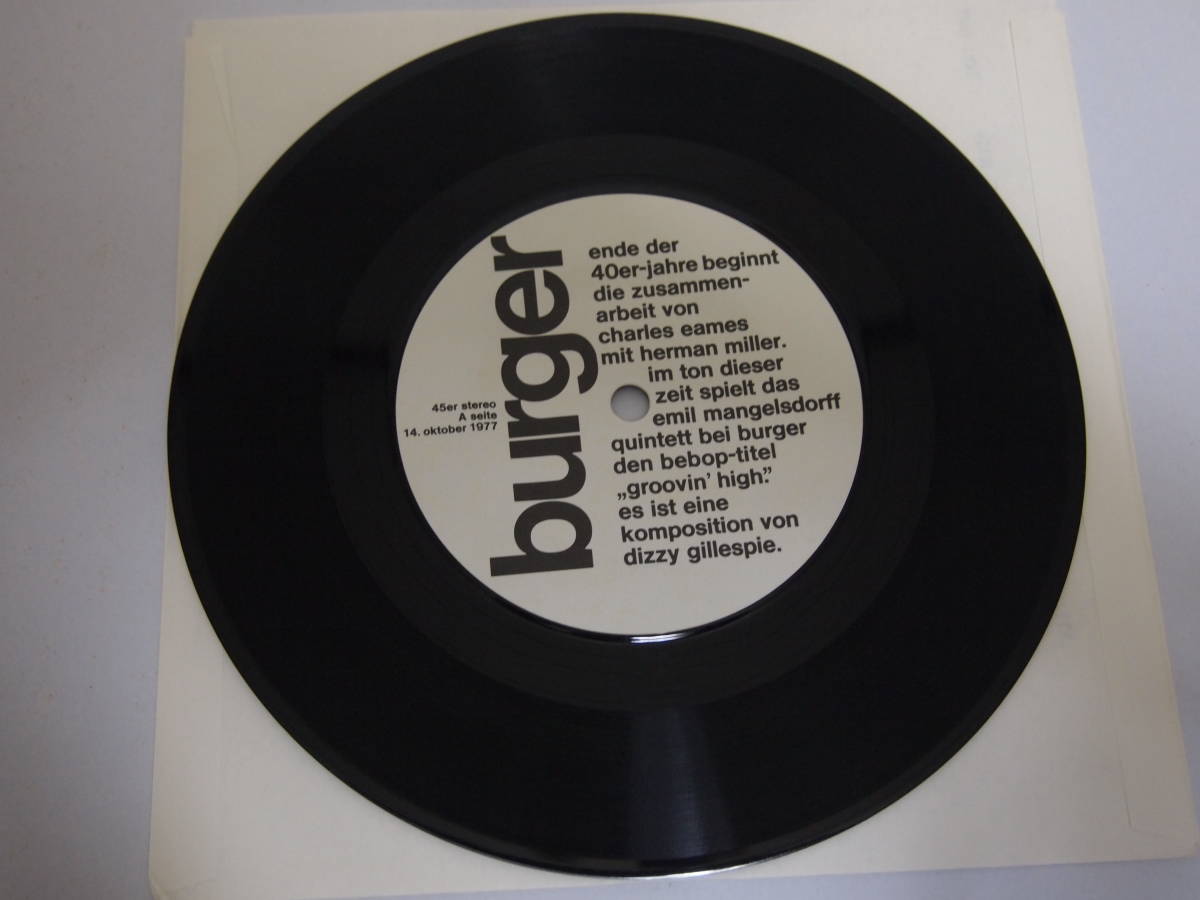 burger
45er stereo
A seite
14. oktober 1977
ende der
40er-jahre beginnt
die zusammen-
arbeit von
charles eames
mit herman miller.
im ton dieser
zeit spielt das
emil mangelsdorff
quintett bei burger
den bebop-titel
„groovin' high."
es ist eine
komposition von
dizzy gillespie.